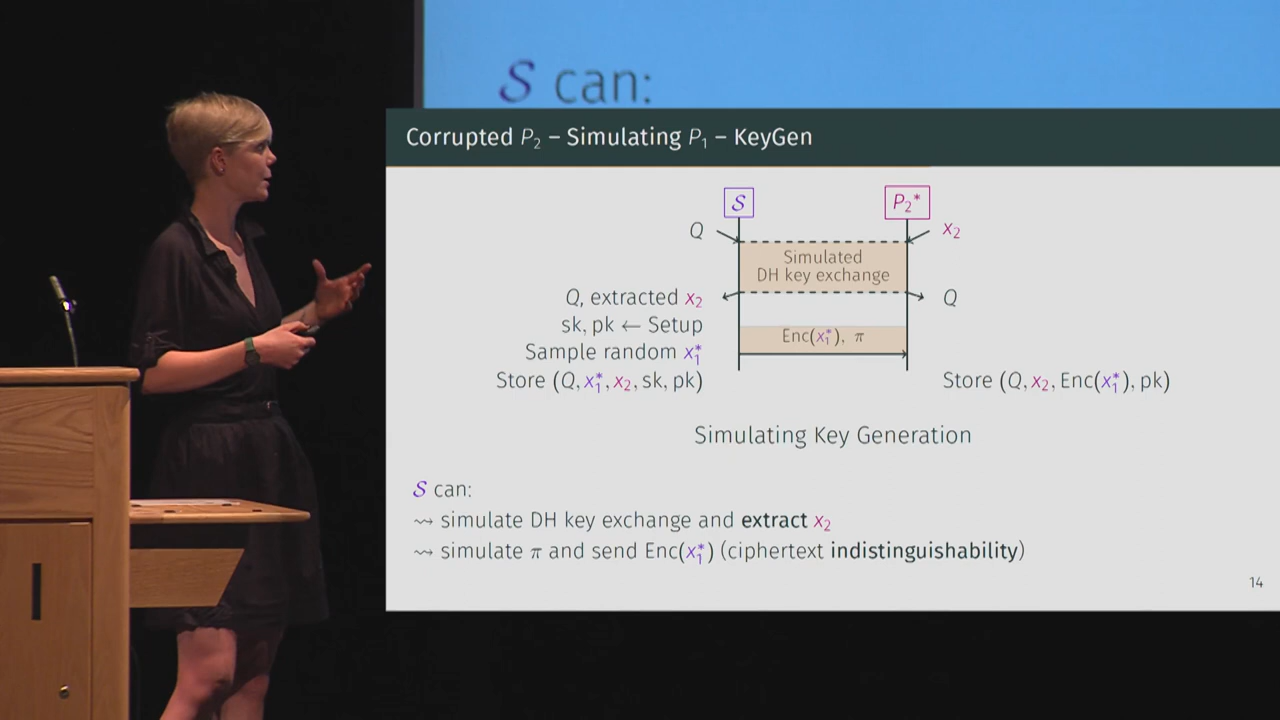 S can:
Corrupted P₂ – Simulating P₁ – KeyGen
S P₂*
Q x₂
Simulated
DH key exchange
Q, extracted x₂ Q
sk, pk ← Setup
Enc(x₁*), π
Sample random x₁*
Store (Q, x₁*, x₂, sk, pk) Store (Q, x₂, Enc(x₁*), pk)
Simulating Key Generation
S can:
⇝ simulate DH key exchange and extract x₂
⇝ simulate π and send Enc(x₁*) (ciphertext indistinguishability)
14